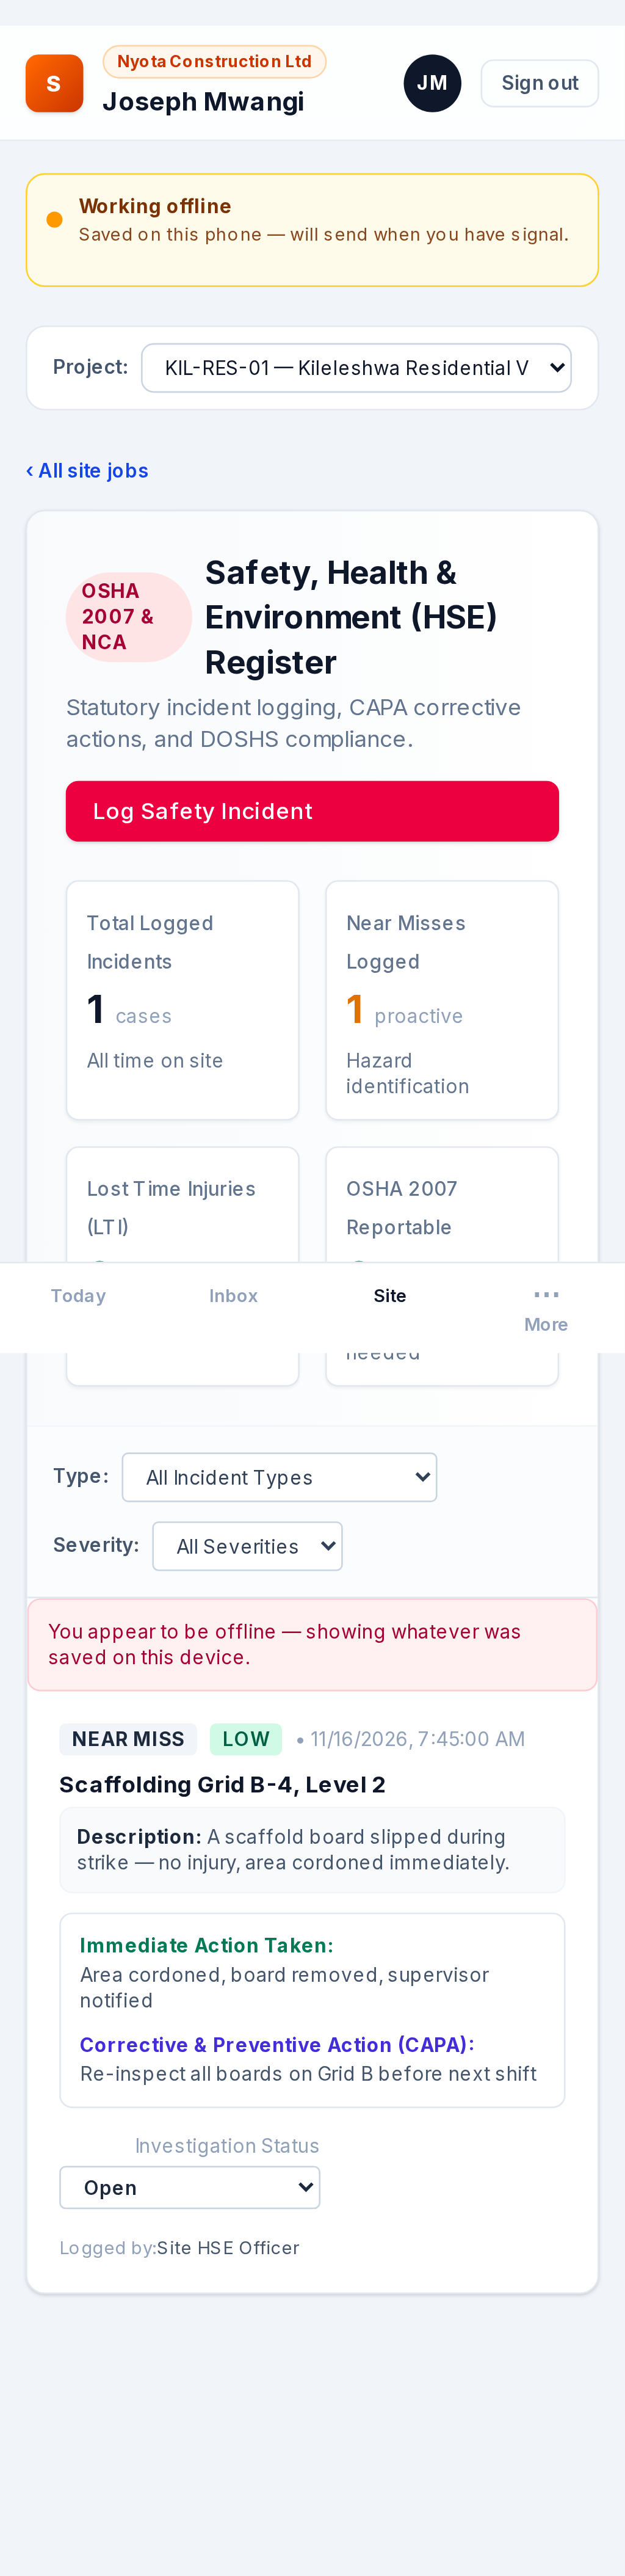 S
Nyota Construction Ltd
Joseph Mwangi
JM
Sign out
Working offline
Saved on this phone — will send when you have signal.
Project:
KIL-RES-01 — Kileleshwa Residential V
‹ All site jobs
OSHA
2007 &
NCA
Safety, Health &
Environment (HSE)
Register
Statutory incident logging, CAPA corrective
actions, and DOSHS compliance.
Log Safety Incident
Total Logged
Incidents
1 cases
All time on site
Near Misses
Logged
1 proactive
Hazard
identification
Lost Time Injuries
(LTI)
OSHA 2007
Reportable
Today
Inbox
Site
More
needed
Type:
All Incident Types
Severity:
All Severities
You appear to be offline — showing whatever was
saved on this device.
NEAR MISS
LOW
• 11/16/2026, 7:45:00 AM
Scaffolding Grid B-4, Level 2
Description: A scaffold board slipped during
strike — no injury, area cordoned immediately.
Immediate Action Taken:
Area cordoned, board removed, supervisor
notified
Corrective & Preventive Action (CAPA):
Re-inspect all boards on Grid B before next shift
Investigation Status
Open
Logged by:Site HSE Officer